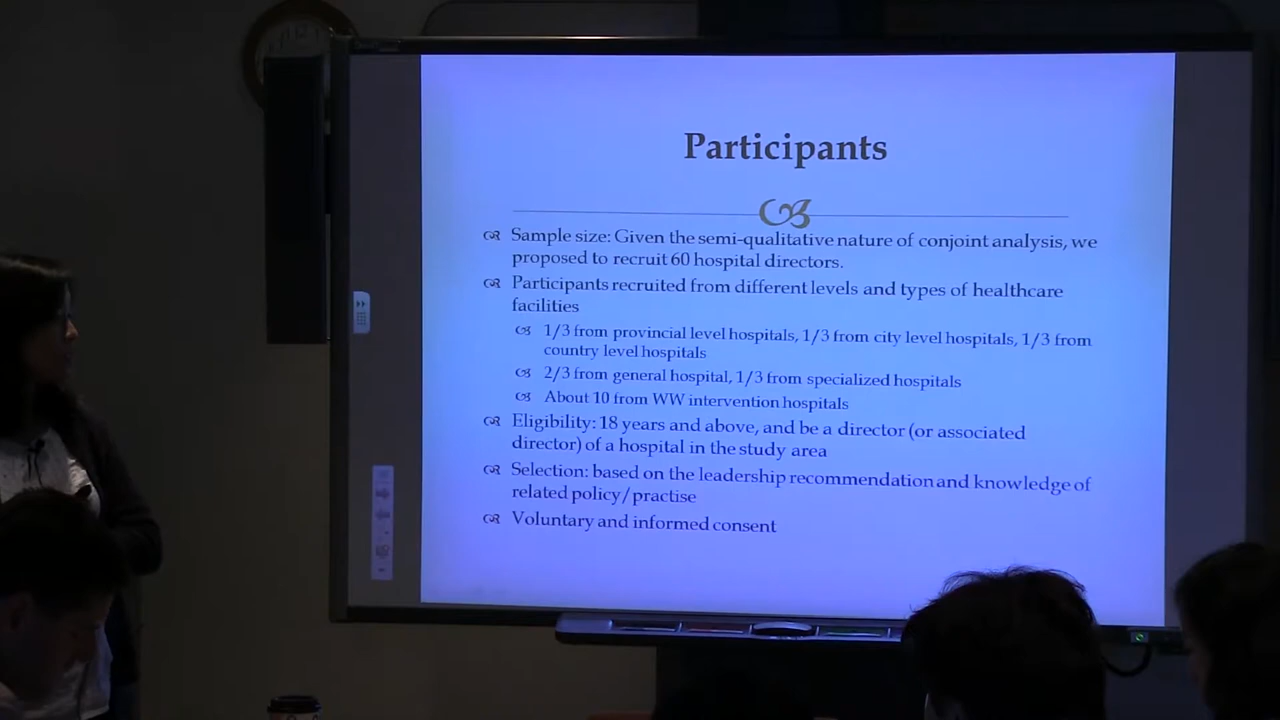 Participants
Sample size: Given the semi-qualitative nature of conjoint analysis, we
proposed to recruit 60 hospital directors.
Participants recruited from different levels and types of healthcare
facilities
1/3 from provincial level hospitals, 1/3 from city level hospitals, 1/3 from
country level hospitals
2/3 from general hospital, 1/3 from specialized hospitals
About 10 from WW intervention hospitals
Eligibility: 18 years and above, and be a director (or associated
director) of a hospital in the study area
Selection: based on the leadership recommendation and knowledge of
related policy/practise
Voluntary and informed consent